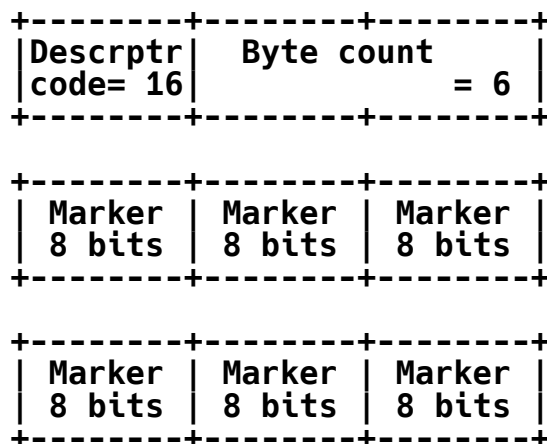 +--------+--------+--------+
|Descrptr|  Byte count     |
|code= 16|             = 6 |
+--------+--------+--------+

+--------+--------+--------+
| Marker | Marker | Marker |
| 8 bits | 8 bits | 8 bits |
+--------+--------+--------+

+--------+--------+--------+
| Marker | Marker | Marker |
| 8 bits | 8 bits | 8 bits |
+--------+--------+--------+